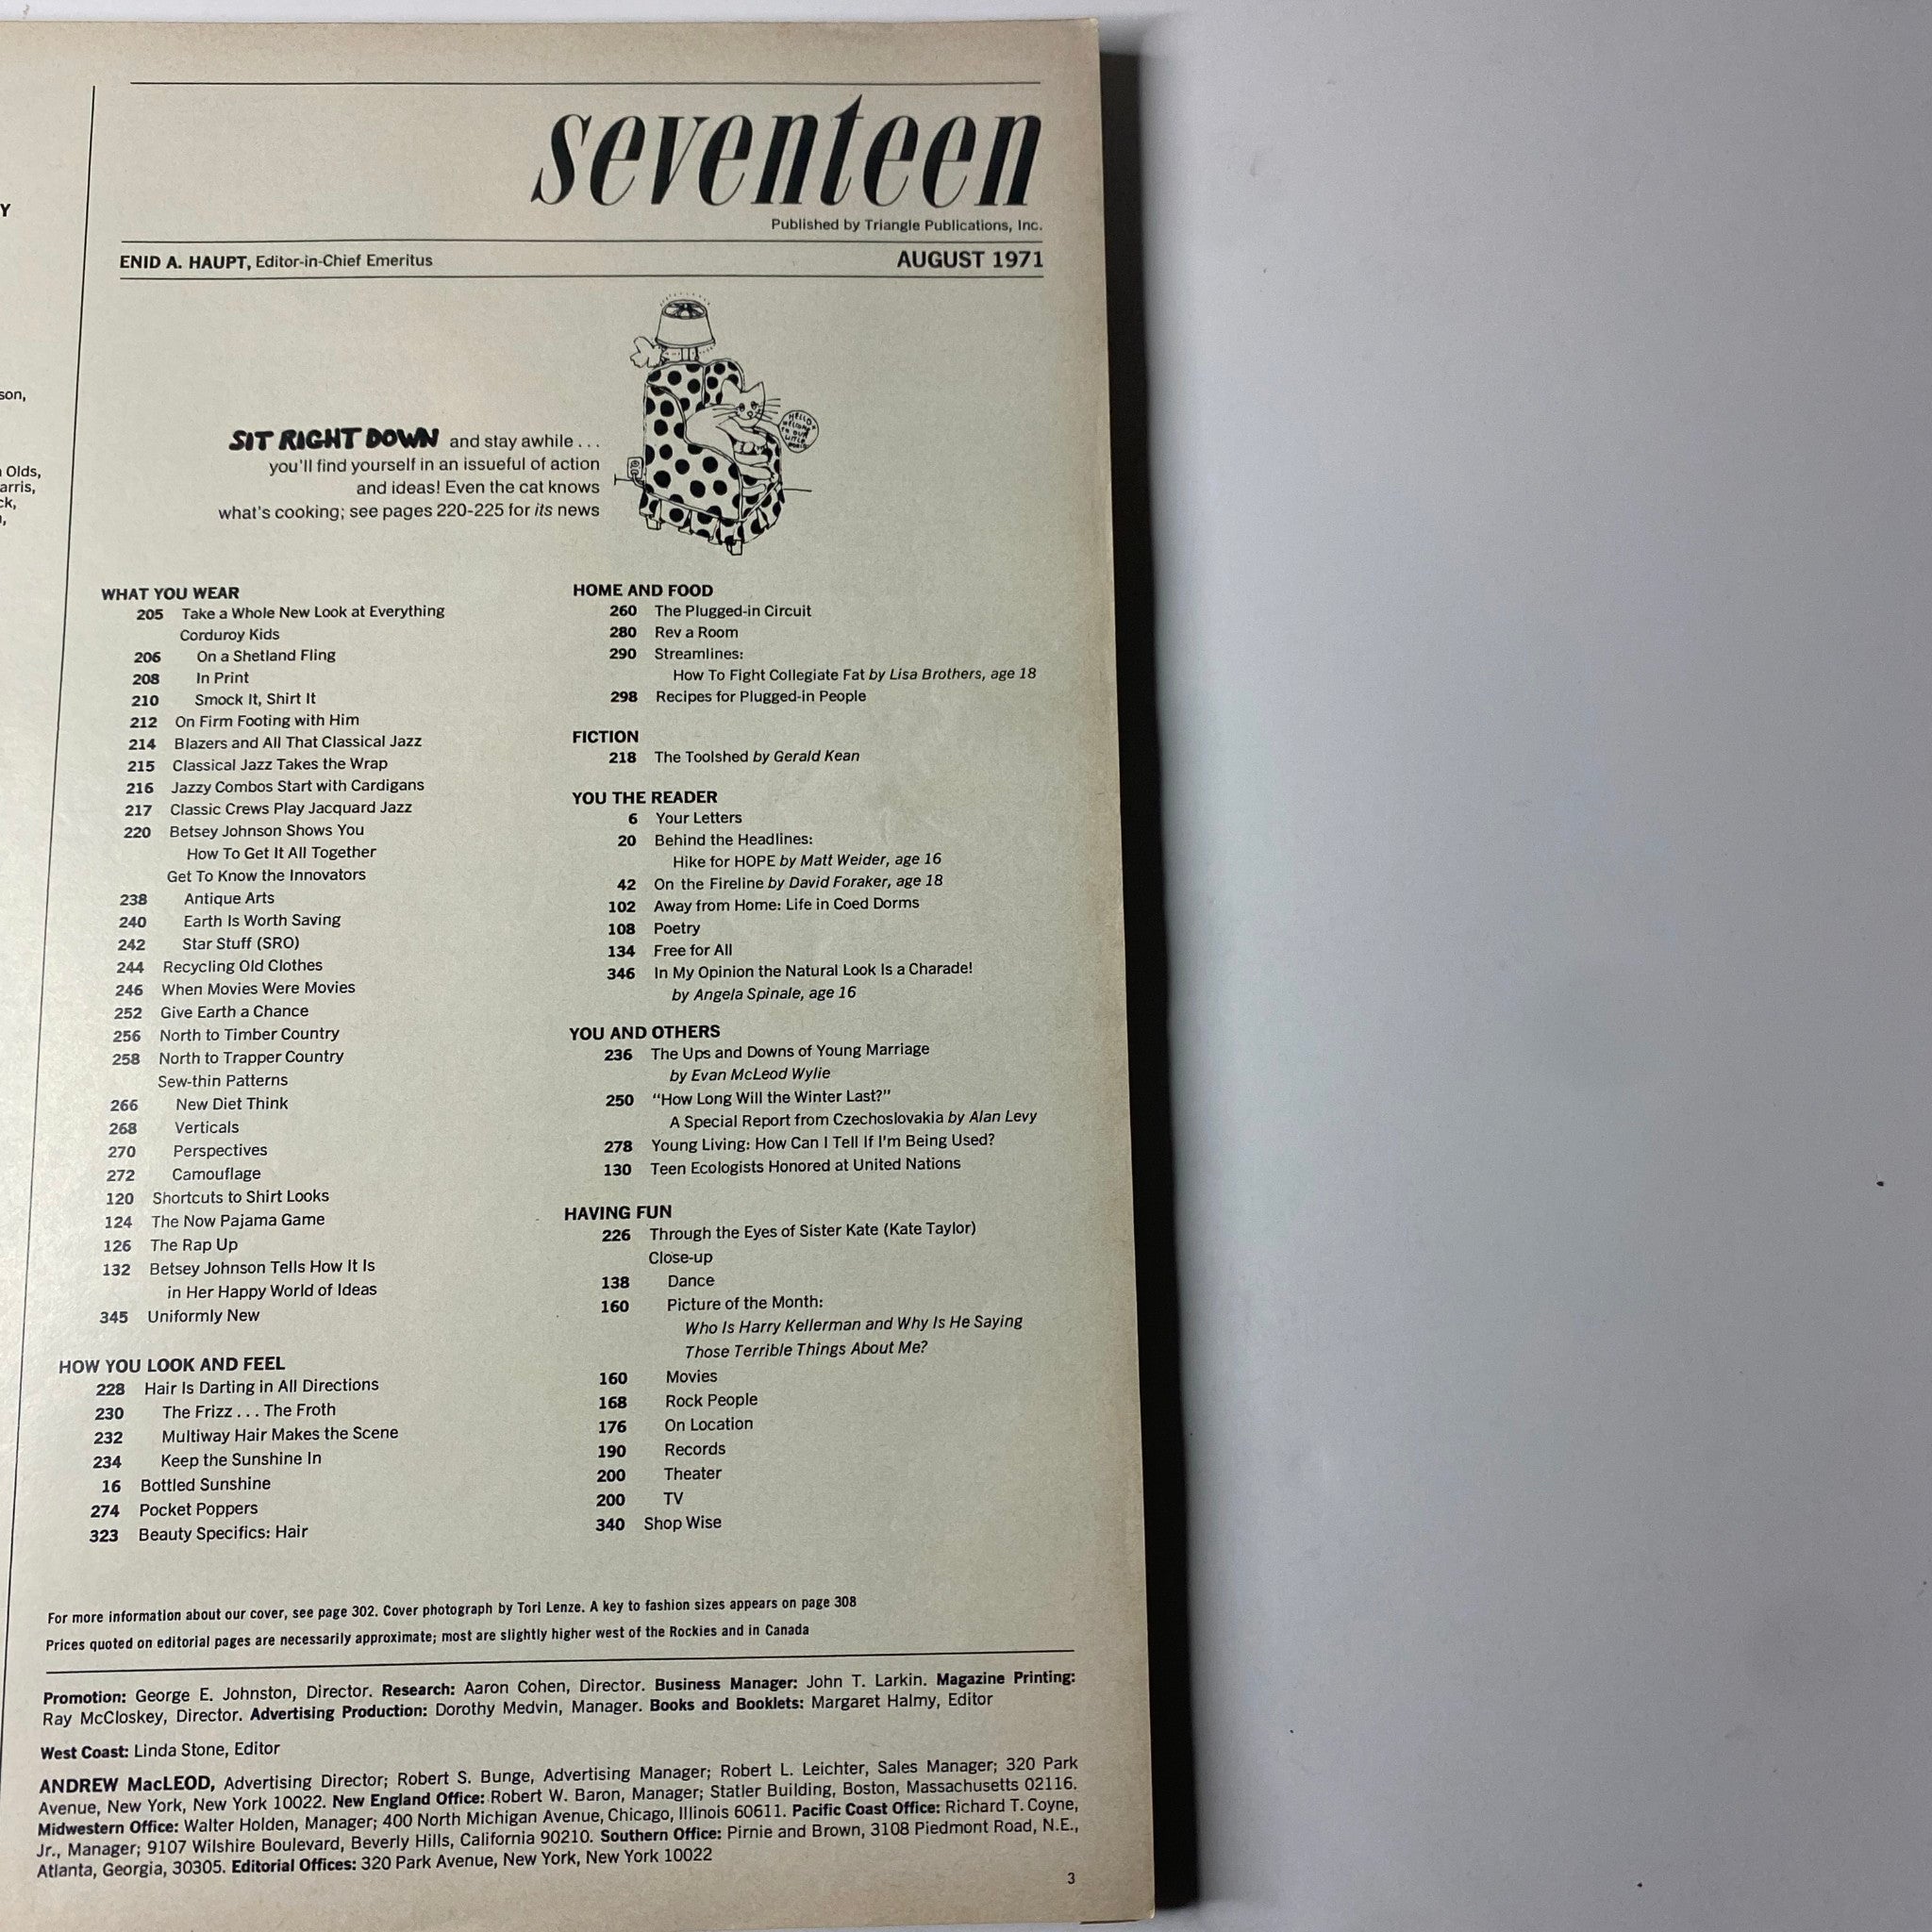 Y
son,
Olds,
arris,
ck,
seventeen
Published by Triangle Publications, Inc.
ENID A. HAUPT, Editor-in-Chief Emeritus
AUGUST 1971
SIT RIGHT DOWN and stay awhile . . .
you'll find yourself in an issueful of action
and ideas! Even the cat knows
what's cooking; see pages 220-225 for its news
HELLO
WELCOME
TO OUR
LITTLE
WORLD
WHAT YOU WEAR
205 Take a Whole New Look at Everything
Corduroy Kids
206 On a Shetland Fling
208 In Print
210 Smock It, Shirt It
212 On Firm Footing with Him
214 Blazers and All That Classical Jazz
215 Classical Jazz Takes the Wrap
216 Jazzy Combos Start with Cardigans
217 Classic Crews Play Jacquard Jazz
220 Betsey Johnson Shows You
How To Get It All Together
Get To Know the Innovators
238 Antique Arts
240 Earth Is Worth Saving
242 Star Stuff (SRO)
244 Recycling Old Clothes
246 When Movies Were Movies
252 Give Earth a Chance
256 North to Timber Country
258 North to Trapper Country
Sew-thin Patterns
266 New Diet Think
268 Verticals
270 Perspectives
272 Camouflage
120 Shortcuts to Shirt Looks
124 The Now Pajama Game
126 The Rap Up
132 Betsey Johnson Tells How It Is
in Her Happy World of Ideas
345 Uniformly New
HOW YOU LOOK AND FEEL
228 Hair Is Darting in All Directions
230 The Frizz . . . The Froth
232 Multiway Hair Makes the Scene
234 Keep the Sunshine In
16 Bottled Sunshine
274 Pocket Poppers
323 Beauty Specifics: Hair
HOME AND FOOD
260 The Plugged-in Circuit
280 Rev a Room
290 Streamlines:
How To Fight Collegiate Fat by Lisa Brothers, age 18
298 Recipes for Plugged-in People
FICTION
218 The Toolshed by Gerald Kean
YOU THE READER
6 Your Letters
20 Behind the Headlines:
Hike for HOPE by Matt Weider, age 16
42 On the Fireline by David Foraker, age 18
102 Away from Home: Life in Coed Dorms
108 Poetry
134 Free for All
346 In My Opinion the Natural Look Is a Charade!
by Angela Spinale, age 16
YOU AND OTHERS
236 The Ups and Downs of Young Marriage
by Evan McLeod Wylie
250 "How Long Will the Winter Last?"
A Special Report from Czechoslovakia by Alan Levy
278 Young Living: How Can I Tell If I'm Being Used?
130 Teen Ecologists Honored at United Nations
HAVING FUN
226 Through the Eyes of Sister Kate (Kate Taylor)
Close-up
138 Dance
160 Picture of the Month:
Who Is Harry Kellerman and Why Is He Saying
Those Terrible Things About Me?
160 Movies
168 Rock People
176 On Location
190 Records
200 Theater
200 TV
340 Shop Wise
For more information about our cover, see page 302. Cover photograph by Tori Lenze. A key to fashion sizes appears on page 308
Prices quoted on editorial pages are necessarily approximate; most are slightly higher west of the Rockies and in Canada
Promotion: George E. Johnston, Director. Research: Aaron Cohen, Director. Business Manager: John T. Larkin. Magazine Printing:
Ray McCloskey, Director. Advertising Production: Dorothy Medvin, Manager. Books and Booklets: Margaret Halmy, Editor
West Coast: Linda Stone, Editor
ANDREW MacLEOD, Advertising Director; Robert S. Bunge, Advertising Manager; Robert L. Leichter, Sales Manager; 320 Park
Avenue, New York, New York 10022. New England Office: Robert W. Baron, Manager; Statler Building, Boston, Massachusetts 02116.
Midwestern Office: Walter Holden, Manager; 400 North Michigan Avenue, Chicago, Illinois 60611. Pacific Coast Office: Richard T. Coyne,
Jr., Manager; 9107 Wilshire Boulevard, Beverly Hills, California 90210. Southern Office: Pirnie and Brown, 3108 Piedmont Road, N.E.,
Atlanta, Georgia, 30305. Editorial Offices: 320 Park Avenue, New York, New York 10022
3